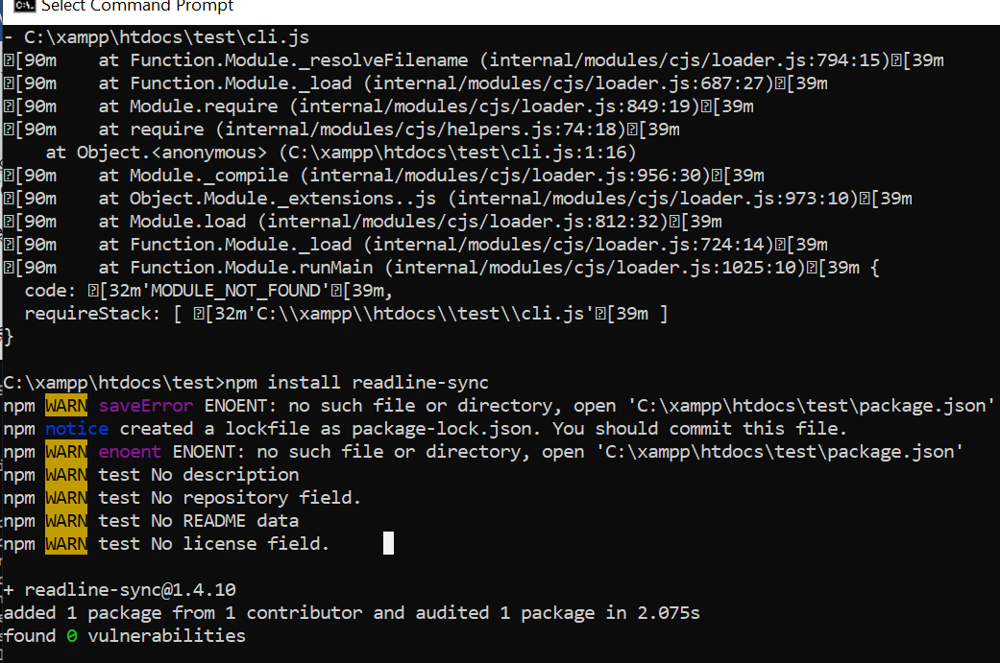 Select Command Prompt
- C:\xampp\htdocs\test\cli.js
[90m    at Function.Module._resolveFilename (internal/modules/cjs/loader.js:794:15)[39m
[90m    at Function.Module._load (internal/modules/cjs/loader.js:687:27)[39m
[90m    at Module.require (internal/modules/cjs/loader.js:849:19)[39m
[90m    at require (internal/modules/cjs/helpers.js:74:18)[39m
    at Object.<anonymous> (C:\xampp\htdocs\test\cli.js:1:16)
[90m    at Module._compile (internal/modules/cjs/loader.js:956:30)[39m
[90m    at Object.Module._extensions..js (internal/modules/cjs/loader.js:973:10)[39m
[90m    at Module.load (internal/modules/cjs/loader.js:812:32)[39m
[90m    at Function.Module._load (internal/modules/cjs/loader.js:724:14)[39m
[90m    at Function.Module.runMain (internal/modules/cjs/loader.js:1025:10)[39m {
  code: [32m'MODULE_NOT_FOUND'[39m,
  requireStack: [ [32m'C:\\xampp\\htdocs\\test\\cli.js'[39m ]
}
C:\xampp\htdocs\test>npm install readline-sync
npm WARN saveError ENOENT: no such file or directory, open 'C:\xampp\htdocs\test\package.json'
npm notice created a lockfile as package-lock.json. You should commit this file.
npm WARN enoent ENOENT: no such file or directory, open 'C:\xampp\htdocs\test\package.json'
npm WARN test No description
npm WARN test No repository field.
npm WARN test No README data
npm WARN test No license field.
+ readline-sync@1.4.10
added 1 package from 1 contributor and audited 1 package in 2.075s
found 0 vulnerabilities